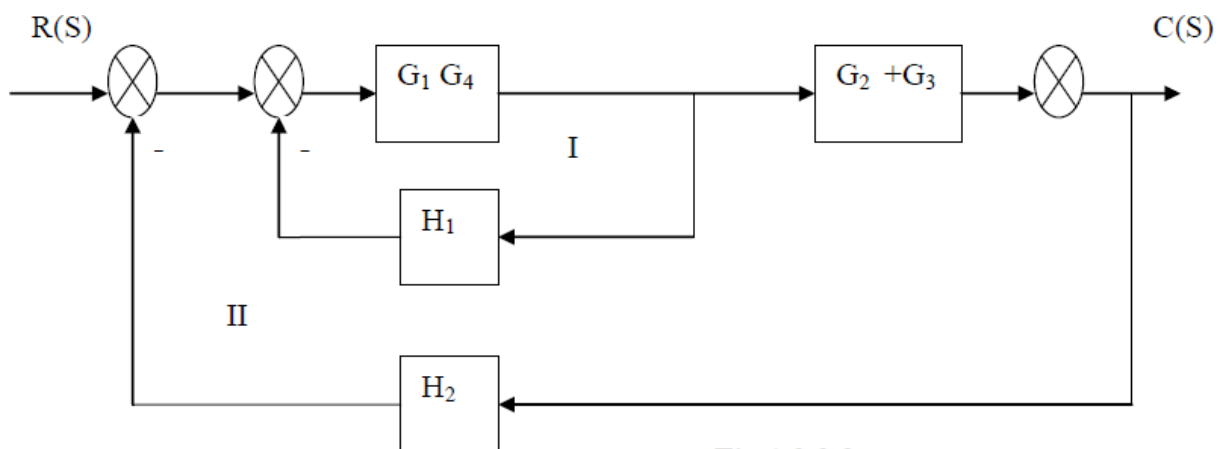 R(S)
C(S)
G₁ G₄
G₂ +G₃
-
-
I
H₁
II
H₂